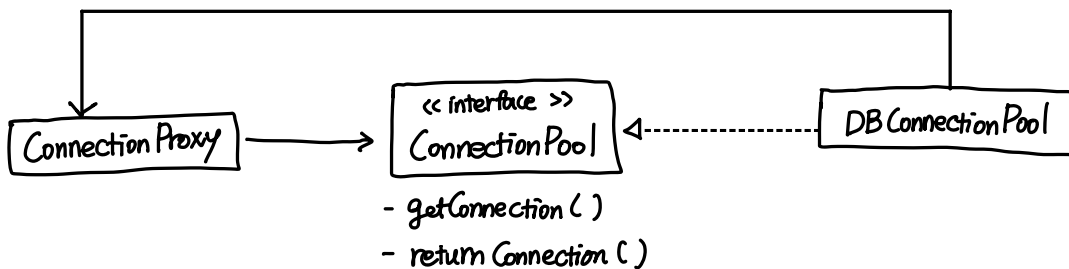 << interface >>
ConnectionProxy
ConnectionPool
DBConnectionPool
- getConnection ( )
- returnConnection ( )